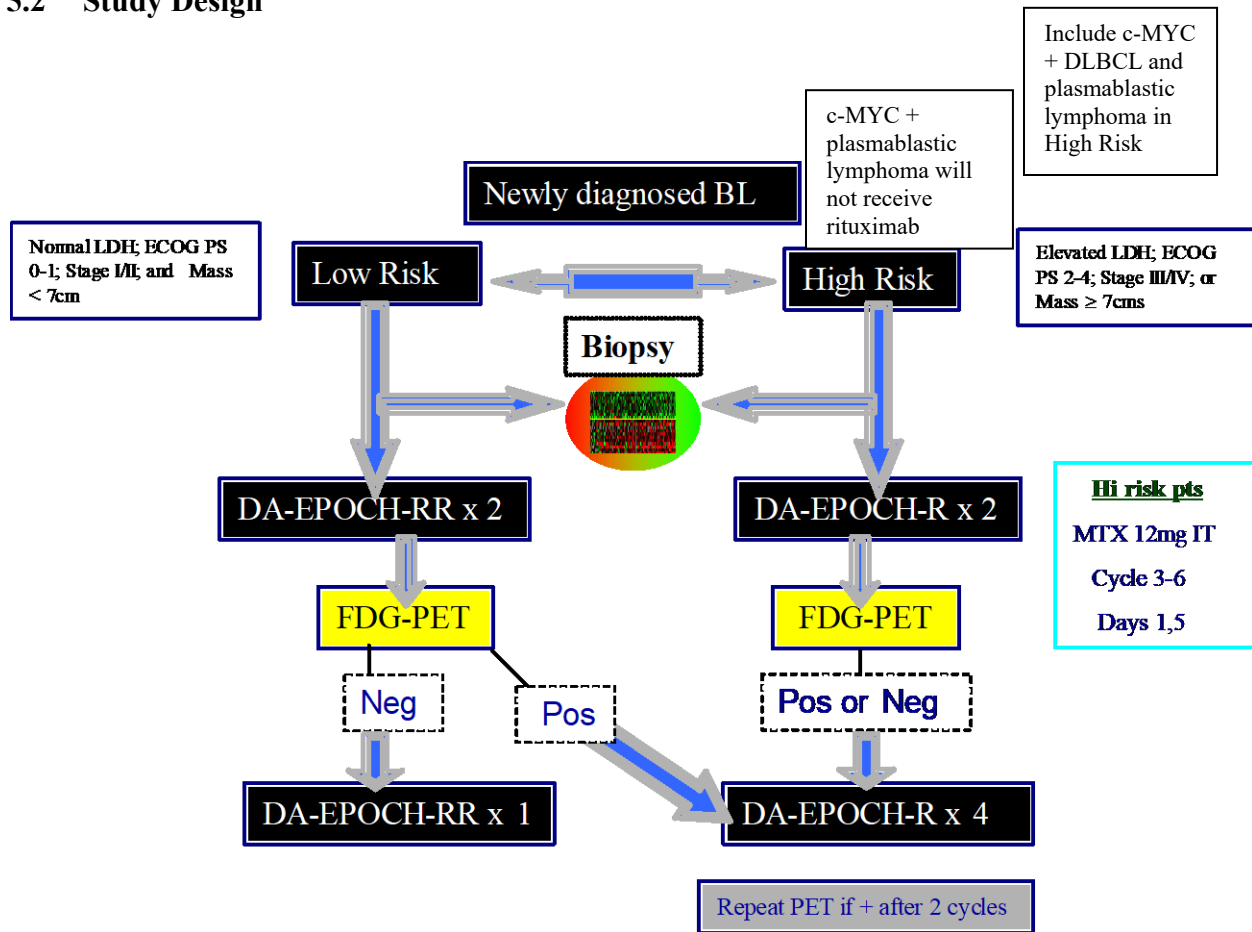 Study Design
Include c-MYC
+ DLBCL and
plasmablastic
lymphoma in
High Risk
c-MYC +
plasmablastic
lymphoma will
not receive
rituximab
Newly diagnosed BL
Normal LDH; ECOG PS
0-1; Stage I/II; and Mass
< 7cm
Low Risk
High Risk
Elevated LDH; ECOG
PS 2-4; Stage III/IV; or
Mass ≥ 7cms
Biopsy
DA-EPOCH-RR x 2
DA-EPOCH-R x 2
Hi risk pts
MTX 12mg IT
Cycle 3-6
Days 1,5
FDG-PET
FDG-PET
Neg
Pos
Pos or Neg
DA-EPOCH-RR x 1
DA-EPOCH-R x 4
Repeat PET if + after 2 cycles